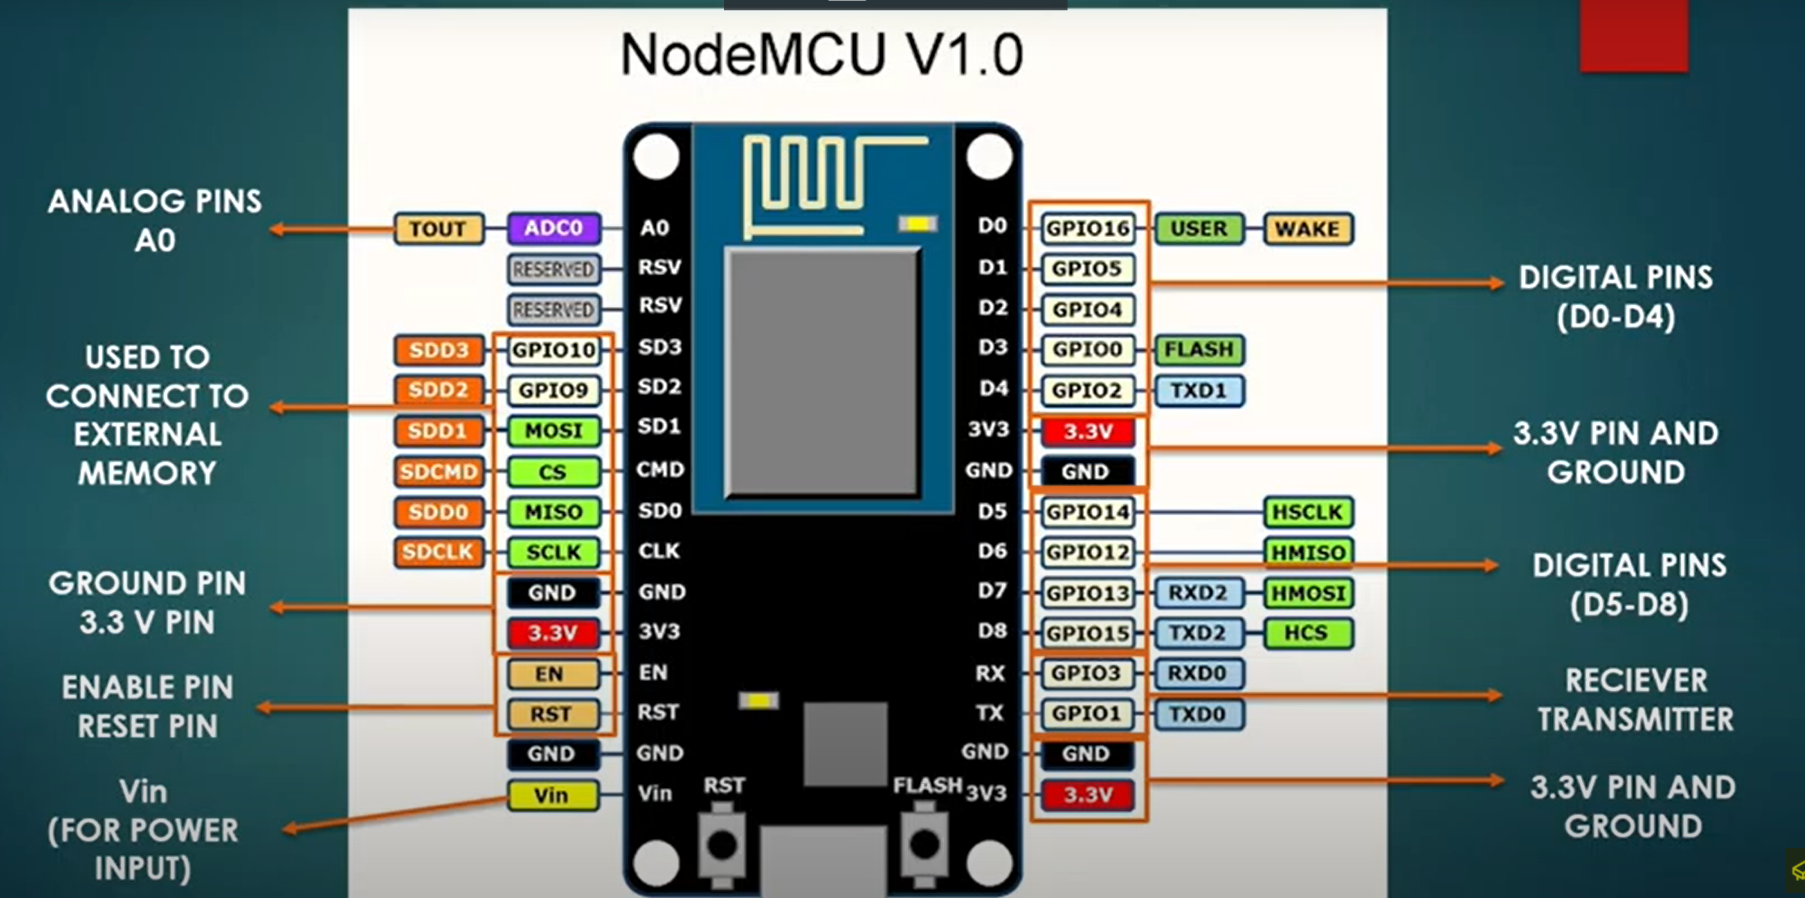 NodeMCU V1.0
ANALOG PINS
A0
USED TO
CONNECT TO
EXTERNAL
MEMORY
GROUND PIN
3.3 V PIN
ENABLE PIN
RESET PIN
Vin
(FOR POWER
INPUT)
TOUT ADC0 A0
RESERVED RSV
RESERVED RSV
SDD3 GPIO10 SD3
SDD2 GPIO9 SD2
SDD1 MOSI SD1
SDCMD CS CMD
SDD0 MISO SD0
SDCLK SCLK CLK
GND GND
3.3V 3V3
EN EN
RST RST
GND GND
Vin Vin
RST FLASH
D0 GPIO16 USER WAKE
D1 GPIO5
D2 GPIO4
D3 GPIO0 FLASH
D4 GPIO2 TXD1
3V3 3.3V
GND GND
D5 GPIO14 HSCLK
D6 GPIO12 HMISO
D7 GPIO13 RXD2 HMOSI
D8 GPIO15 TXD2 HCS
RX GPIO3 RXD0
TX GPIO1 TXD0
GND GND
3V3 3.3V
DIGITAL PINS
(D0-D4)
3.3V PIN AND
GROUND
DIGITAL PINS
(D5-D8)
RECIEVER
TRANSMITTER
3.3V PIN AND
GROUND